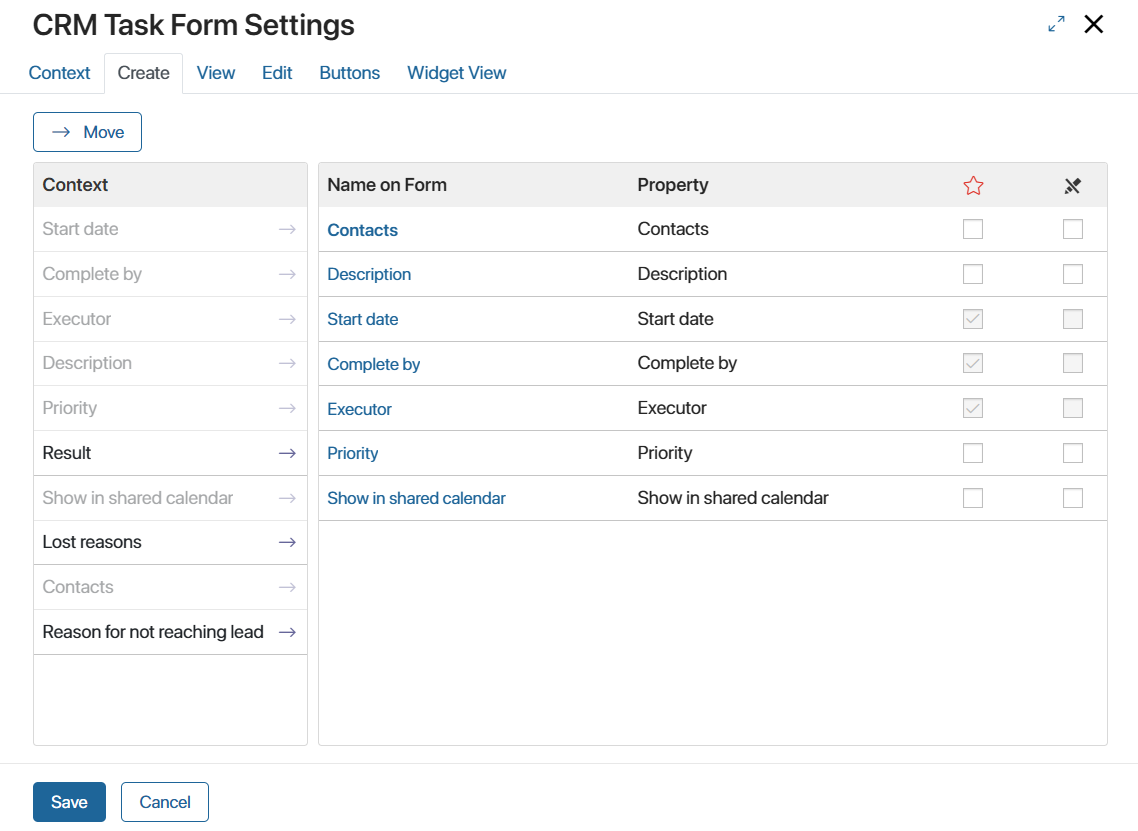 CRM Task Form Settings
Context Create View Edit Buttons Widget View
Move
Context
Start date
Complete by
Executor
Description
Priority
Result
Show in shared calendar
Lost reasons
Contacts
Reason for not reaching lead
Name on Form Property
Contacts Contacts
Description Description
Start date Start date
Complete by Complete by
Executor Executor
Priority Priority
Show in shared calendar Show in shared calendar
Save Cancel